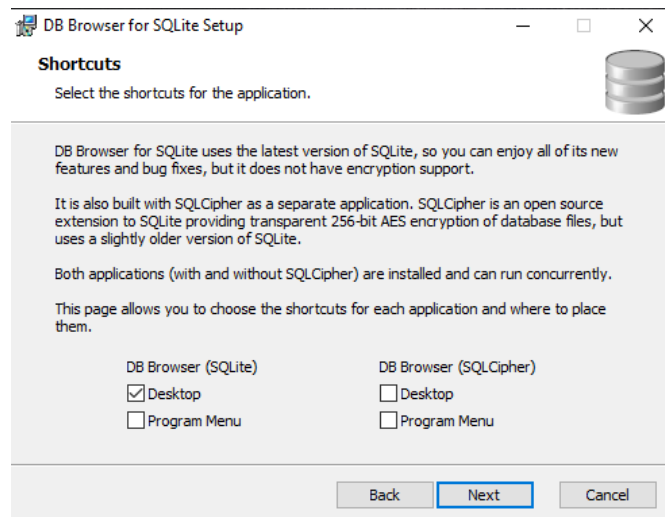 DB Browser for SQLite Setup
Shortcuts
Select the shortcuts for the application.
DB Browser for SQLite uses the latest version of SQLite, so you can enjoy all of its new
features and bug fixes, but it does not have encryption support.
It is also built with SQLCipher as a separate application. SQLCipher is an open source
extension to SQLite providing transparent 256-bit AES encryption of database files, but
uses a slightly older version of SQLite.
Both applications (with and without SQLCipher) are installed and can run concurrently.
This page allows you to choose the shortcuts for each application and where to place
them.
DB Browser (SQLite) DB Browser (SQLCipher)
Desktop Desktop
Program Menu Program Menu
Back Next Cancel